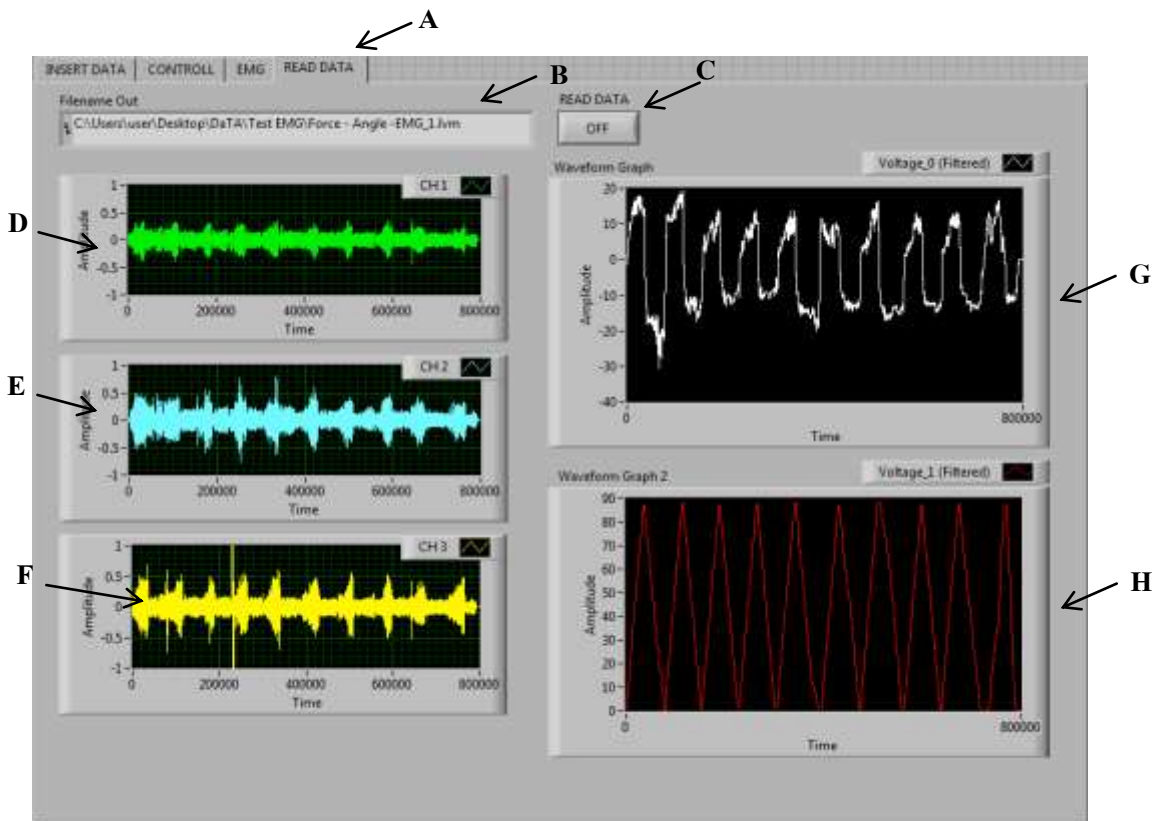 A
INSERT DATA CONTROLL EMG READ DATA
B
C
Filename Out
C:\Users\user\Desktop\DaTA\Test EMG\Force - Angle -EMG_1.lvm
READ DATA
OFF
D
CH 1
Amplitude
1
0.5
0
-0.5
-1
0 200000 400000 600000 800000
Time
E
CH 2
Amplitude
1
0.5
0
-0.5
-1
0 200000 400000 600000 800000
Time
F
CH 3
Amplitude
1
0.5
0
-0.5
-1
0 200000 400000 600000 800000
Time
Waveform Graph
Voltage_0 (Filtered)
Amplitude
20
10
0
-10
-20
-30
-40
0 800000
Time
G
Waveform Graph 2
Voltage_1 (Filtered)
Amplitude
90
80
70
60
50
40
30
20
10
0
0 800000
Time
H